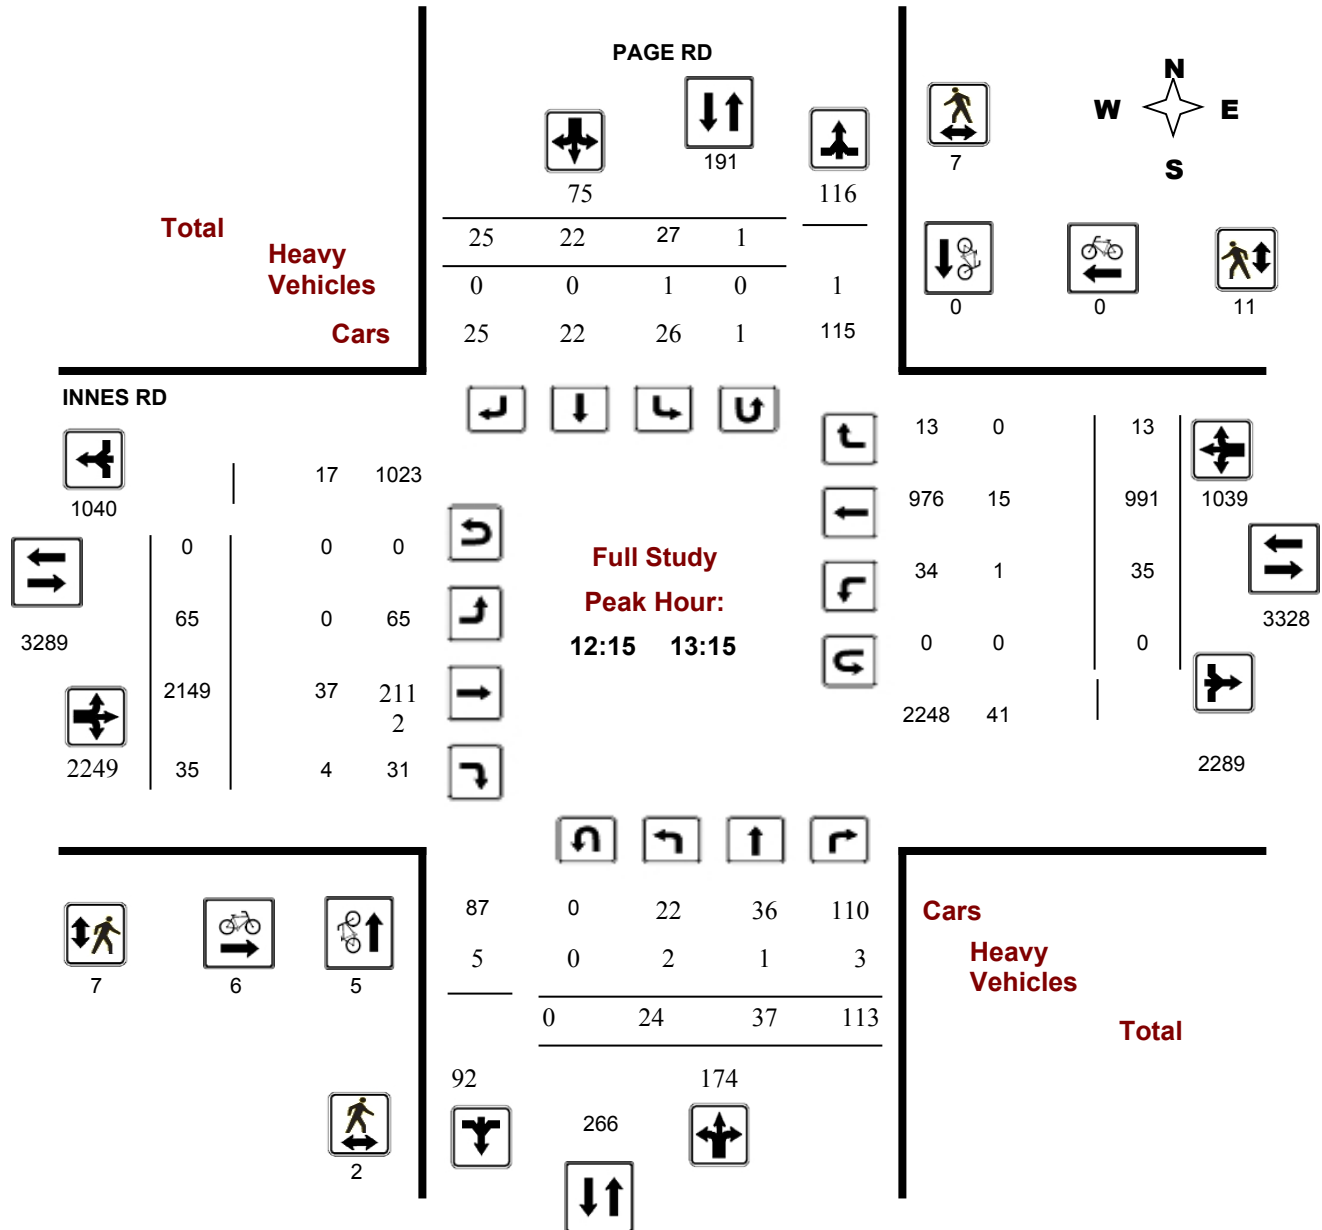 PAGE RD
N
W E
S
191
7
75
116
Total
25 22 27 1
Heavy
Vehicles
0 0 1 0 1
0 0 11
Cars
25 22 26 1 115
INNES RD
13 0 13
17 1023
1040
976 15 991 1039
0 0 0
Full Study
34 1 35
Peak Hour:
65 0 65
3328
3289
12:15 13:15
0 0 0
2149 37 211
2
2248 41
2249 35 4 31
2289
87 0 22 36 110
Cars
5 0 2 1 3
Heavy
Vehicles
7 6 5
0 24 37 113
Total
92 174
266
2